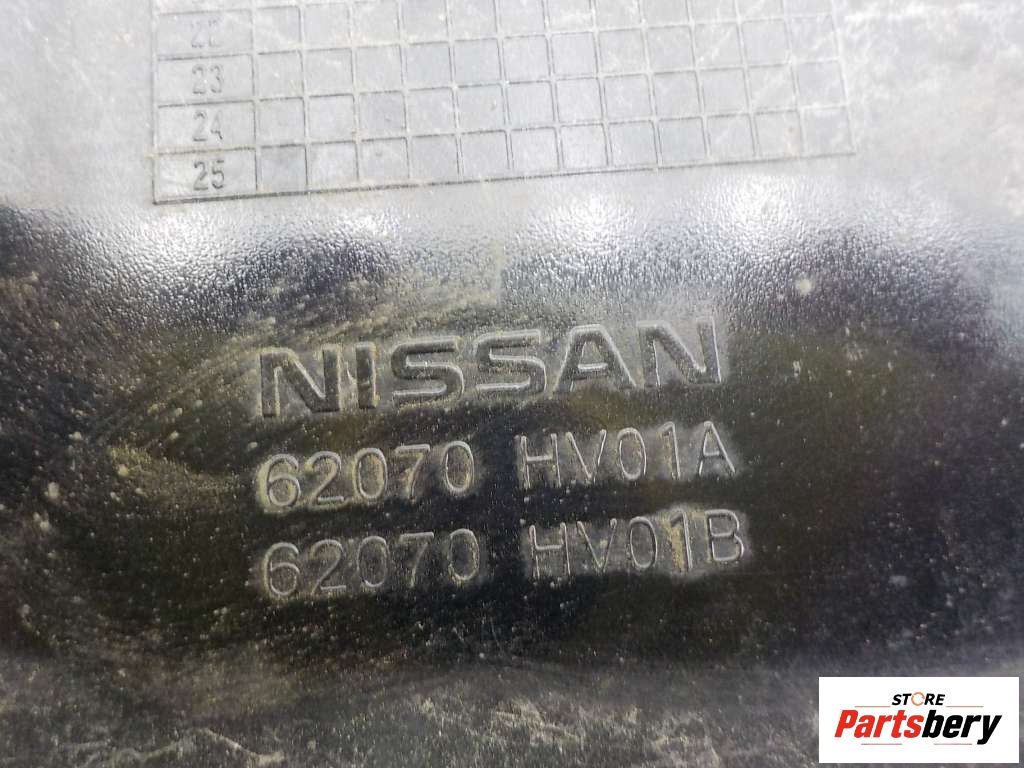 22
23
24
25
NISSAN
62070 HV01A
62070 HV01B
STORE
Partsbery